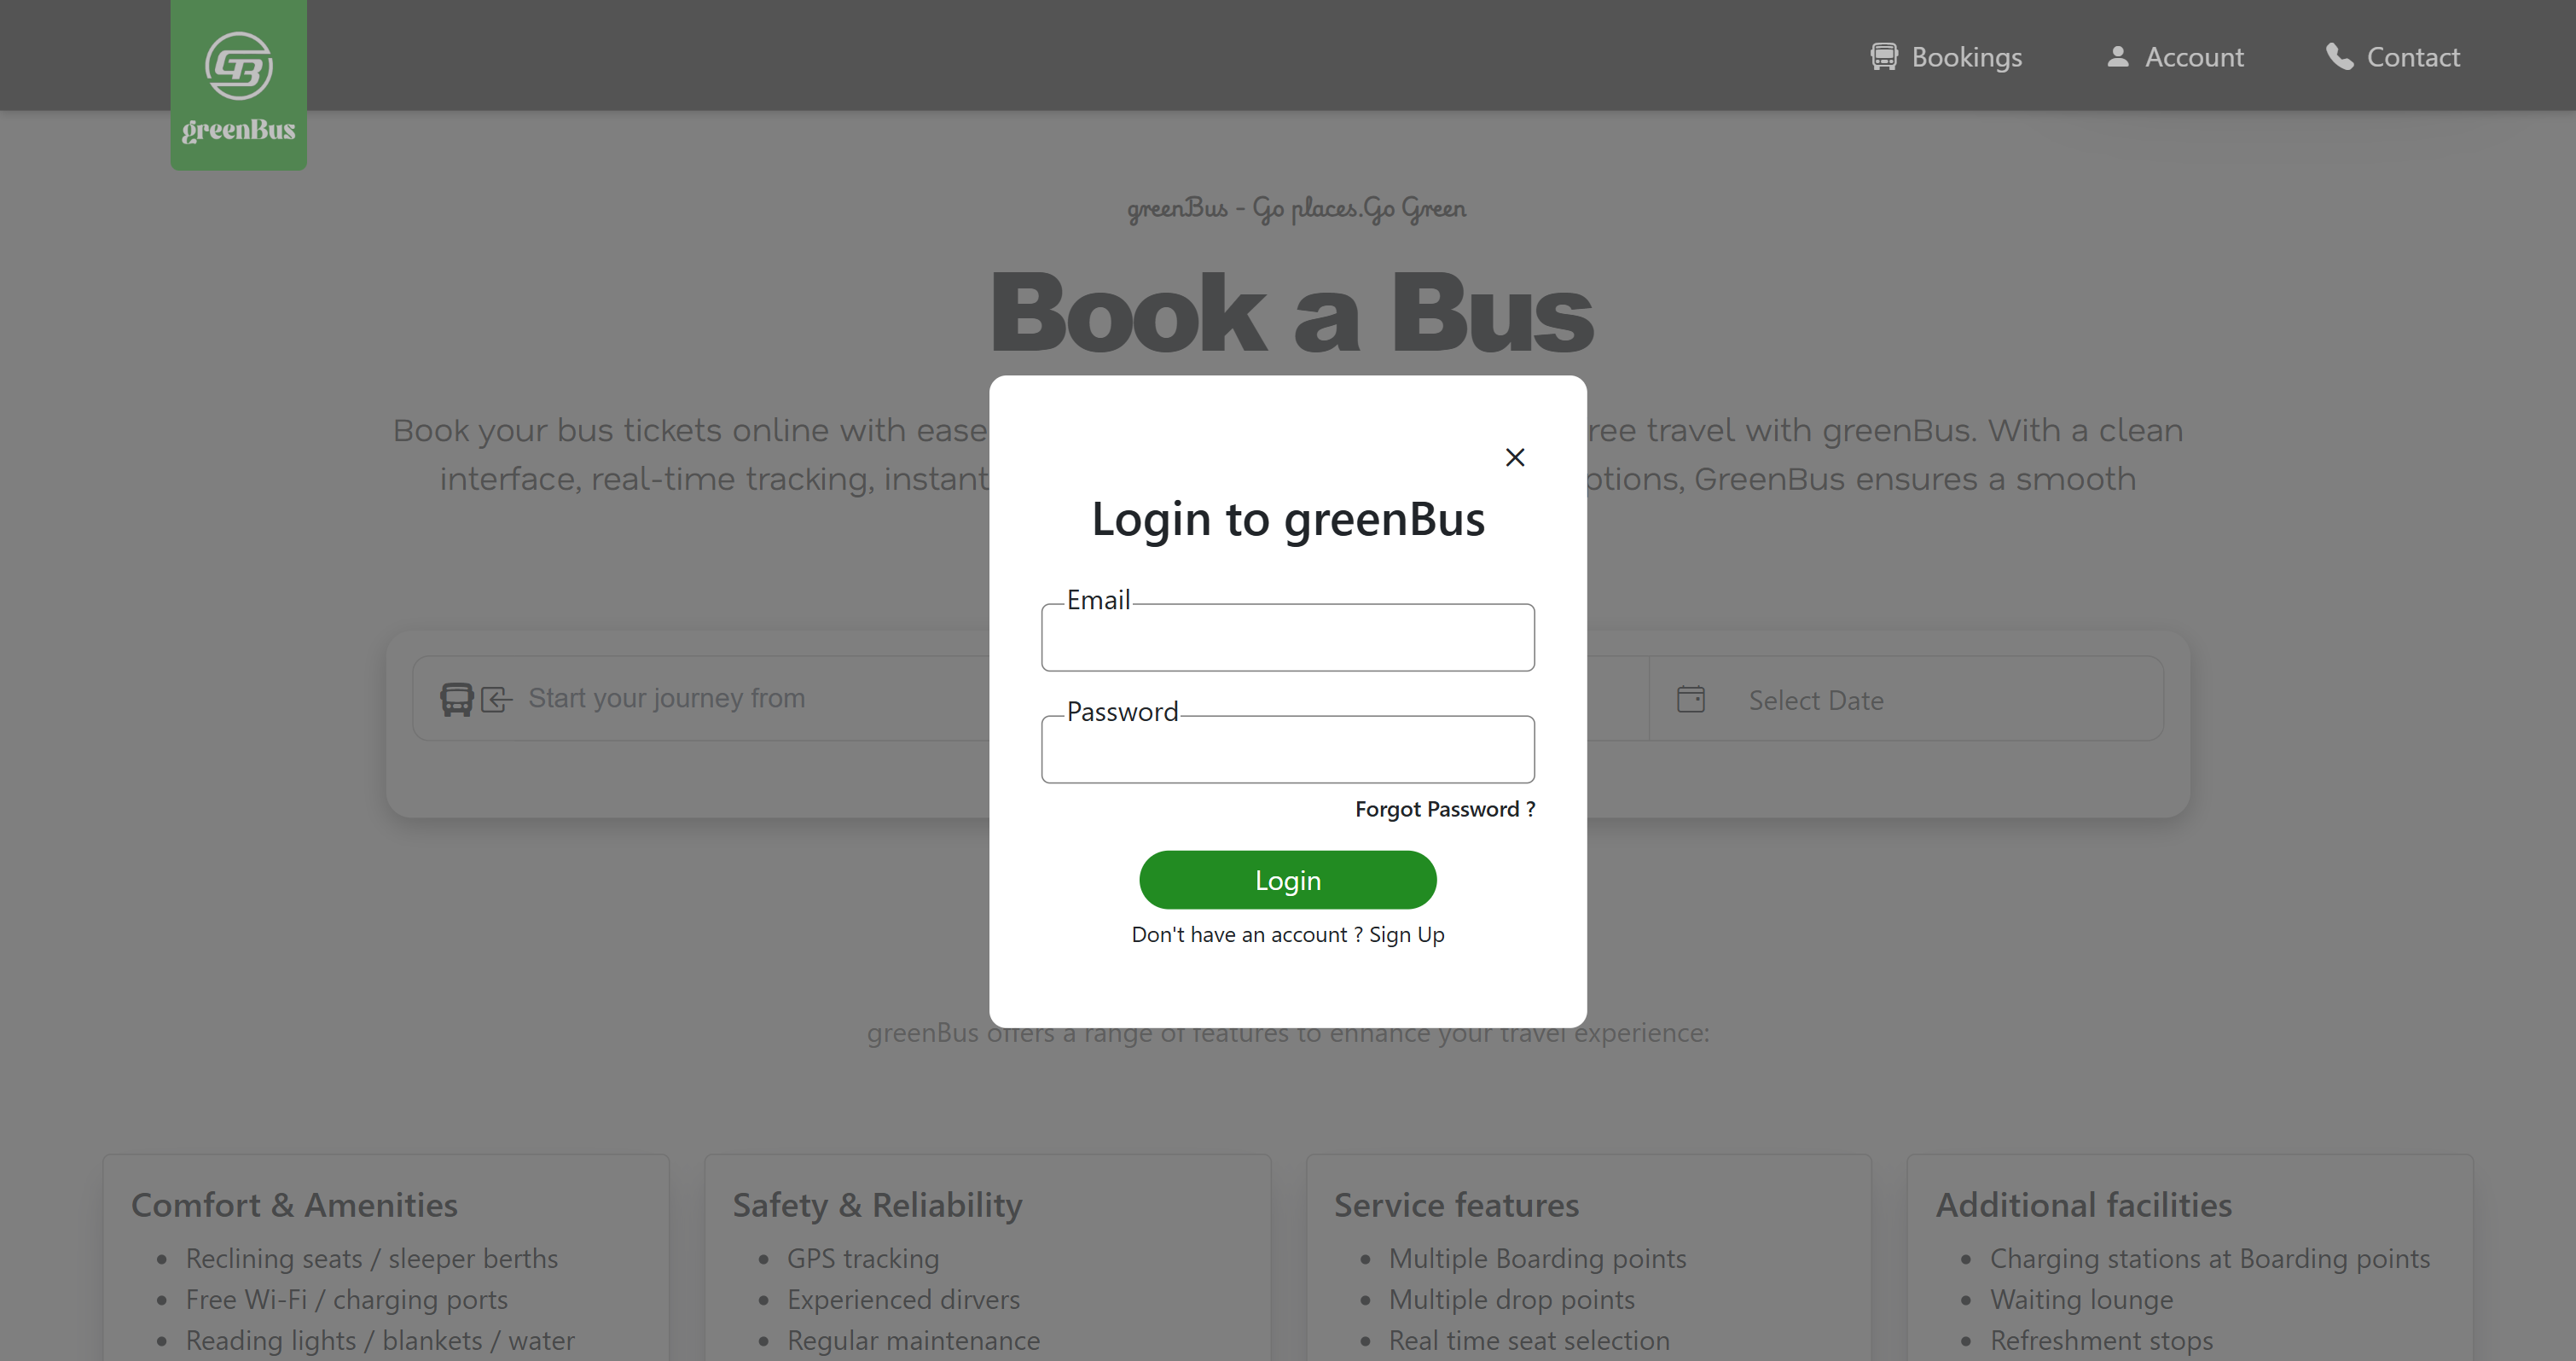 GB
greenBus
Bookings
Account
Contact
greenBus - Go places.Go Green
Book a Bus
Book your bus tickets online with ease
ree travel with greenBus. With a clean
interface, real-time tracking, instant
ptions, GreenBus ensures a smooth
Login to greenBus
Email
Password
Forgot Password ?
Login
Don't have an account ? Sign Up
Start your journey from
Select Date
greenBus offers a range of features to enhance your travel experience:
Comfort & Amenities
Reclining seats / sleeper berths
Free Wi-Fi / charging ports
Reading lights / blankets / water
Safety & Reliability
GPS tracking
Experienced dirvers
Regular maintenance
Service features
Multiple Boarding points
Multiple drop points
Real time seat selection
Additional facilities
Charging stations at Boarding points
Waiting lounge
Refreshment stops